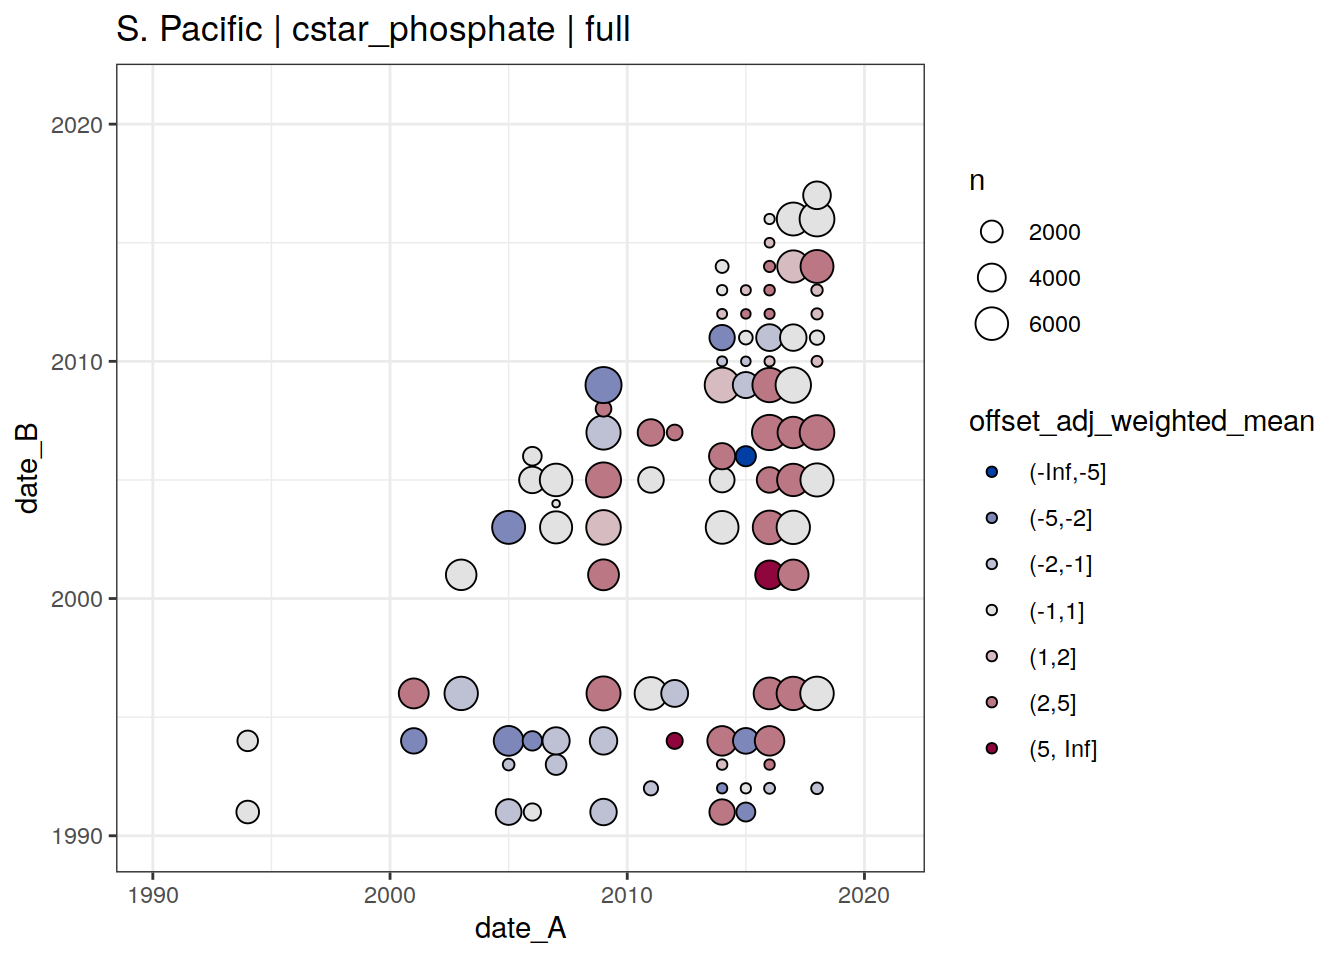 S. Pacific | cstar_phosphate | full
date_B
2020
2010
2000
1990
1990 2000 2010 2020
date_A
n
2000
4000
6000
offset_adj_weighted_mean
(-Inf,-5]
(-5,-2]
(-2,-1]
(-1,1]
(1,2]
(2,5]
(5, Inf]